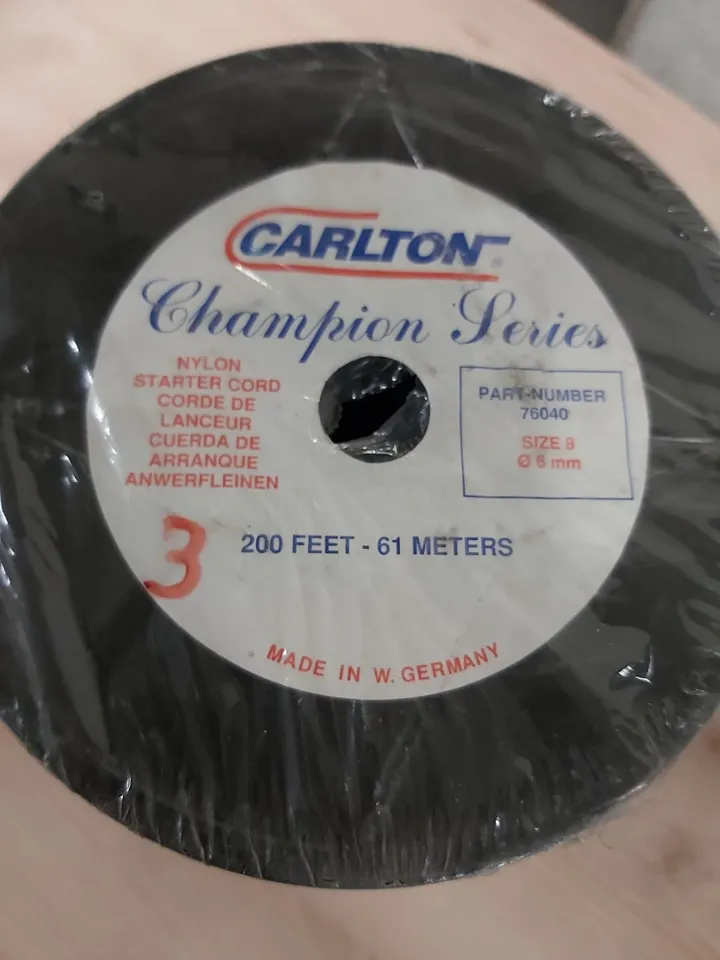 CARLTON
Champion Series
NYLON
STARTER CORD
CORDE DE
LANCEUR
CUERDA DE
ARRANQUE
ANWERFLEINEN
PART-NUMBER
76040
SIZE 8
Ø 6 mm
3
200 FEET - 61 METERS
MADE IN W. GERMANY